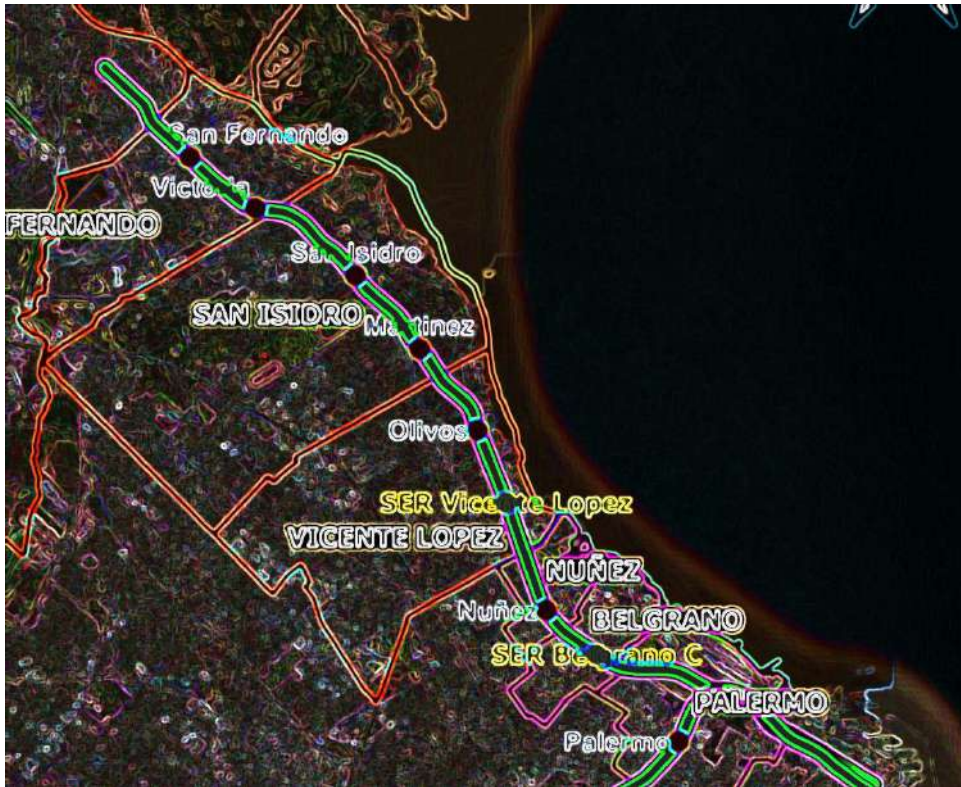 San Fernando
Victoria
FERNANDO
San Isidro
SAN ISIDRO
Martinez
Olivos
SER Vicente Lopez
VICENTE LOPEZ
NUÑEZ
Nuñez
BELGRANO
SER Belgrano C
PALERMO
Palermo